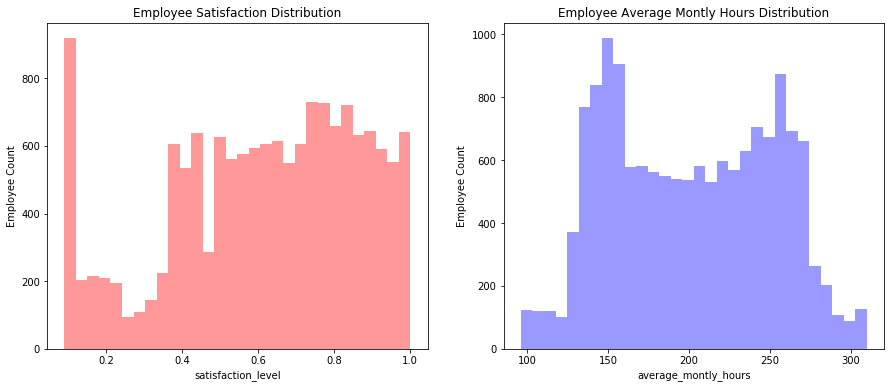 Employee Satisfaction Distribution
Employee Count
800
600
400
200
0
0.2 0.4 0.6 0.8 1.0
satisfaction_level
Employee Average Montly Hours Distribution
Employee Count
1000
800
600
400
200
0
100 150 200 250 300
average_montly_hours